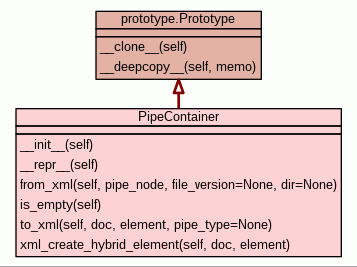 prototype.Prototype
__clone__(self)
__deepcopy__(self, memo)
PipeContainer
__init__(self)
__repr__(self)
from_xml(self, pipe_node, file_version=None, dir=None)
is_empty(self)
to_xml(self, doc, element, pipe_type=None)
xml_create_hybrid_element(self, doc, element)